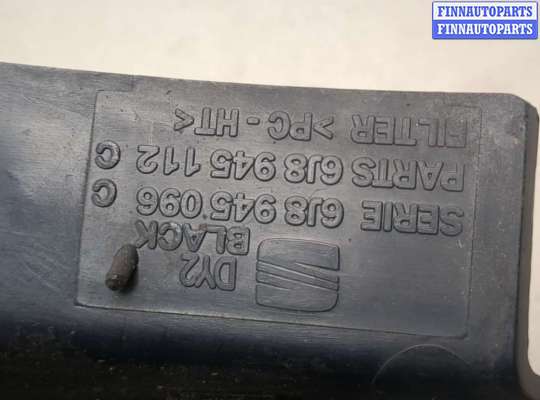 FINNAUTOPARTS
FINNAUTOPARTS
DY2
BLACK
SERIE 6J8 945 096 C
PARTS 6J8 945 112 C
FILTER >PC - HT<